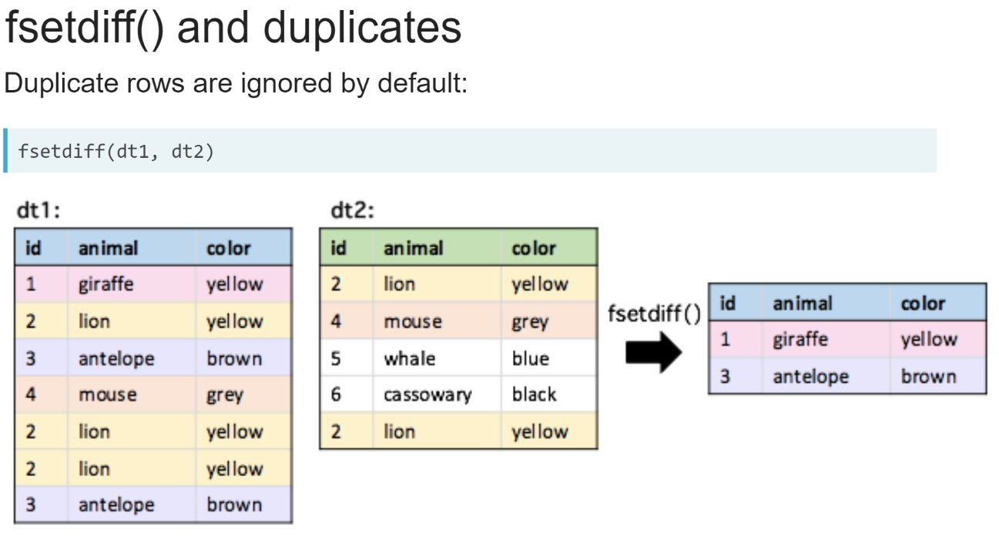 fsetdiff() and duplicates
Duplicate rows are ignored by default:
fsetdiff(dt1, dt2)
dt1:
id animal color
1 giraffe yellow
2 lion yellow
3 antelope brown
4 mouse grey
2 lion yellow
2 lion yellow
3 antelope brown
dt2:
id animal color
2 lion yellow
4 mouse grey
5 whale blue
6 cassowary black
2 lion yellow
fsetdiff()
id animal color
1 giraffe yellow
3 antelope brown